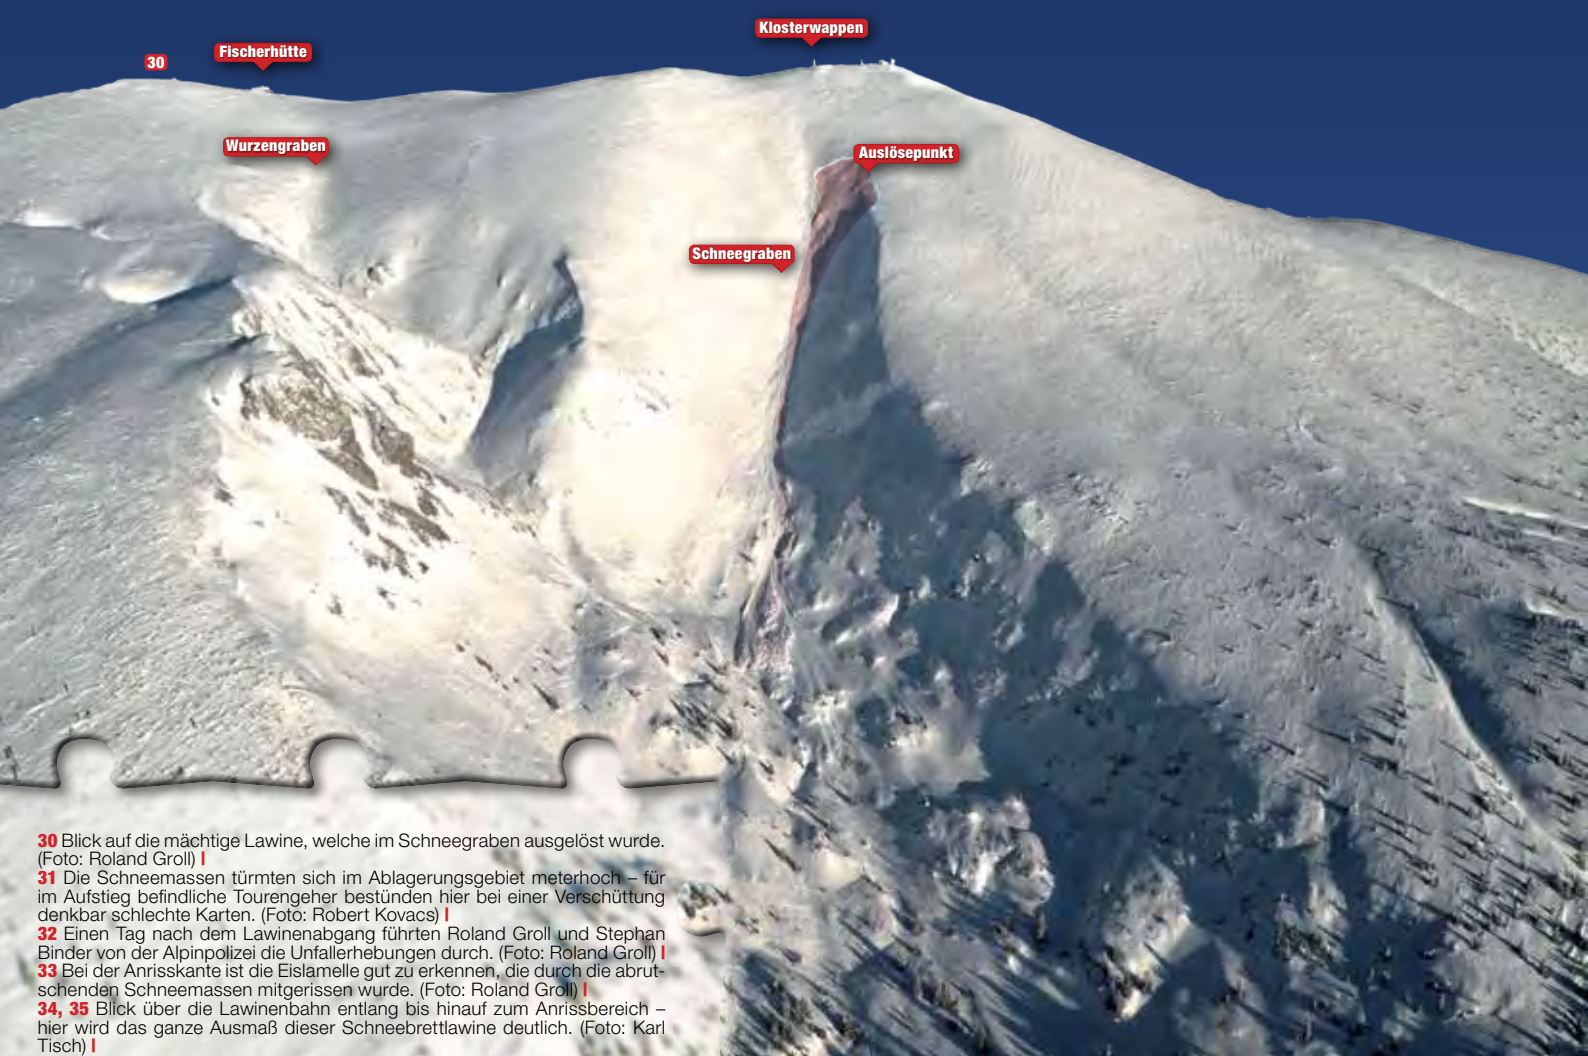 Klosterwappen
Fischerhütte
30
Wurzengraben
Auslösepunkt
Schneegraben
30 Blick auf die mächtige Lawine, welche im Schneegraben ausgelöst wurde.
(Foto: Roland Groll) |
31 Die Schneemassen türmten sich im Ablagerungsgebiet meterhoch – für
im Aufstieg befindliche Tourengeher bestünden hier bei einer Verschüttung
denkbar schlechte Karten. (Foto: Robert Kovacs) |
32 Einen Tag nach dem Lawinenabgang führten Roland Groll und Stephan
Binder von der Alpinpolizei die Unfallerhebungen durch. (Foto: Roland Groll) |
33 Bei der Anrisskante ist die Eislamelle gut zu erkennen, die durch die abrut-
schenden Schneemassen mitgerissen wurde. (Foto: Roland Groll) |
34, 35 Blick über die Lawinenbahn entlang bis hinauf zum Anrissbereich –
hier wird das ganze Ausmaß dieser Schneebrettlawine deutlich. (Foto: Karl
Tisch) |